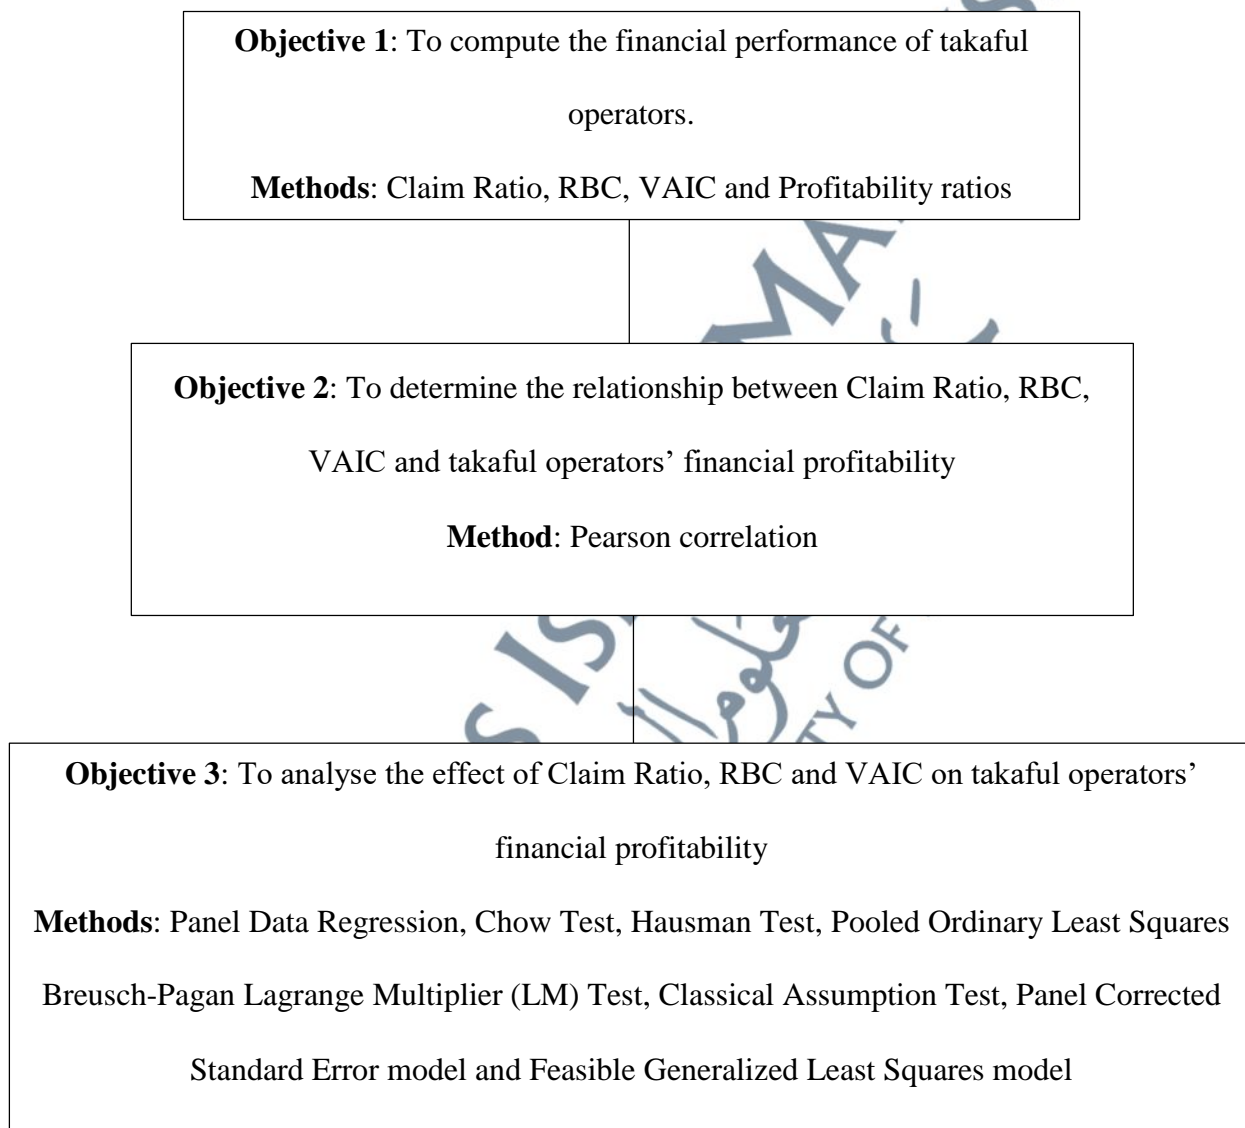 Objective 1: To compute the financial performance of takaful
operators.
Methods: Claim Ratio, RBC, VAIC and Profitability ratios
Objective 2: To determine the relationship between Claim Ratio, RBC,
VAIC and takaful operators’ financial profitability
Method: Pearson correlation
Objective 3: To analyse the effect of Claim Ratio, RBC and VAIC on takaful operators’
financial profitability
Methods: Panel Data Regression, Chow Test, Hausman Test, Pooled Ordinary Least Squares
Breusch-Pagan Lagrange Multiplier (LM) Test, Classical Assumption Test, Panel Corrected
Standard Error model and Feasible Generalized Least Squares model